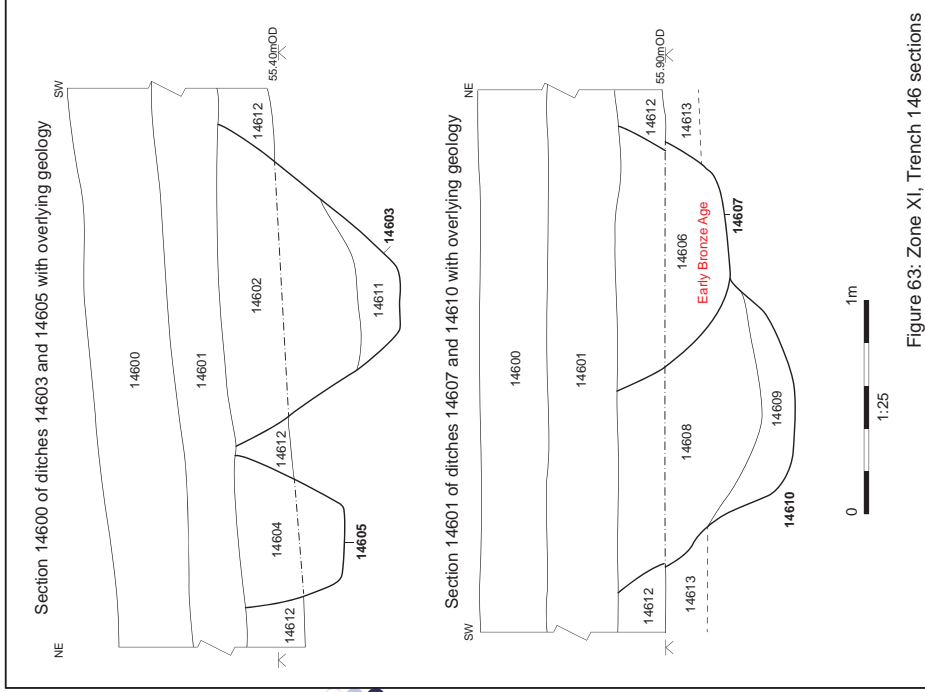 Section 14600 of ditches 14603 and 14605 with overlying geology
NE
SW
14600
14601
14612
14604
14612
14602
14612
55.40mOD
14611
14605
14603
Section 14601 of ditches 14607 and 14610 with overlying geology
SW
NE
14600
14601
14612
14612
55.90mOD
14613
14608
14606
14613
Early Bronze Age
14609
14607
14610
0
1m
1:25
Figure 63: Zone XI, Trench 146 sections